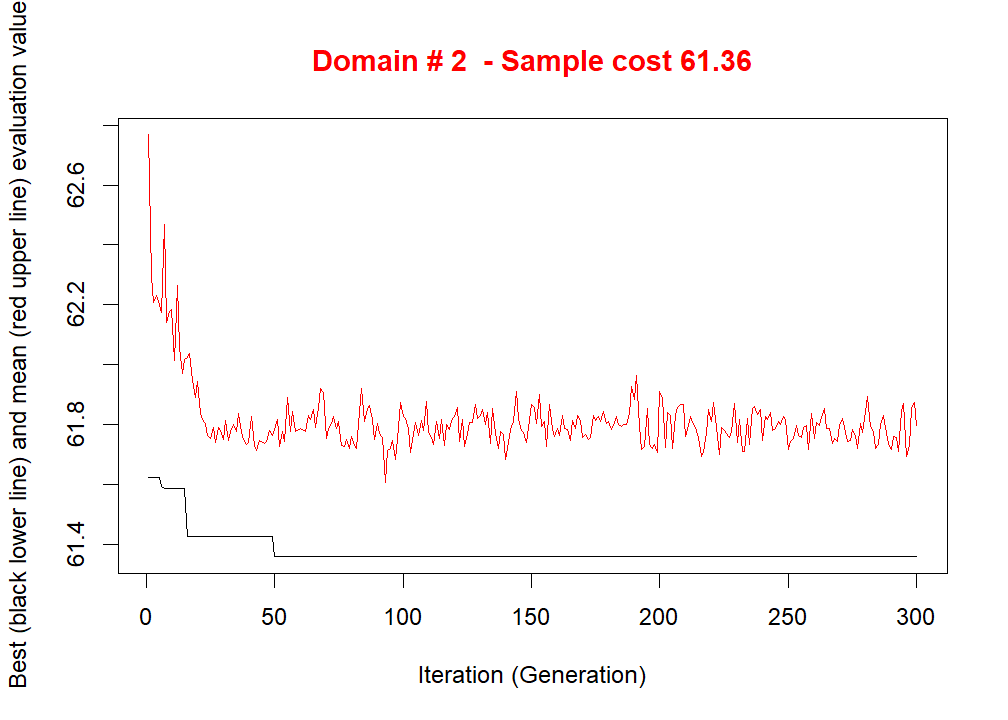 Domain # 2  - Sample cost 61.36
Best (black lower line) and mean (red upper line) evaluation value
62.6
62.2
61.8
61.4
0 50 100 150 200 250 300
Iteration (Generation)